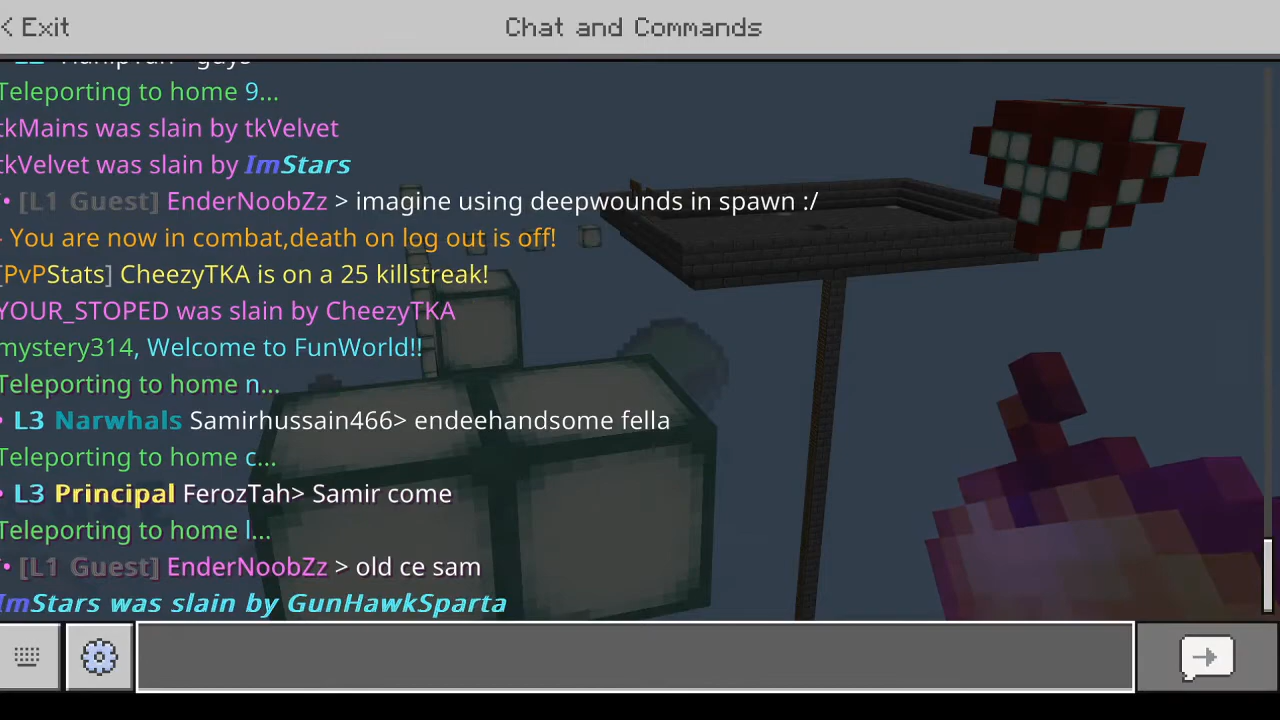 < Exit
Chat and Commands
guys
Teleporting to home 9...
tkMains was slain by tkVelvet
tkVelvet was slain by ImStars
• [L1 Guest] EnderNoobZz > imagine using deepwounds in spawn :/
- You are now in combat,death on log out is off!
[PvPStats] CheezyTKA is on a 25 killstreak!
YOUR_STOPED was slain by CheezyTKA
mystery314, Welcome to FunWorld!!
Teleporting to home n...
• L3 Narwhals Samirhussain466> endeehandsome fella
Teleporting to home c...
• L3 Principal FerozTah> Samir come
Teleporting to home l...
• [L1 Guest] EnderNoobZz > old ce sam
ImStars was slain by GunHawkSparta